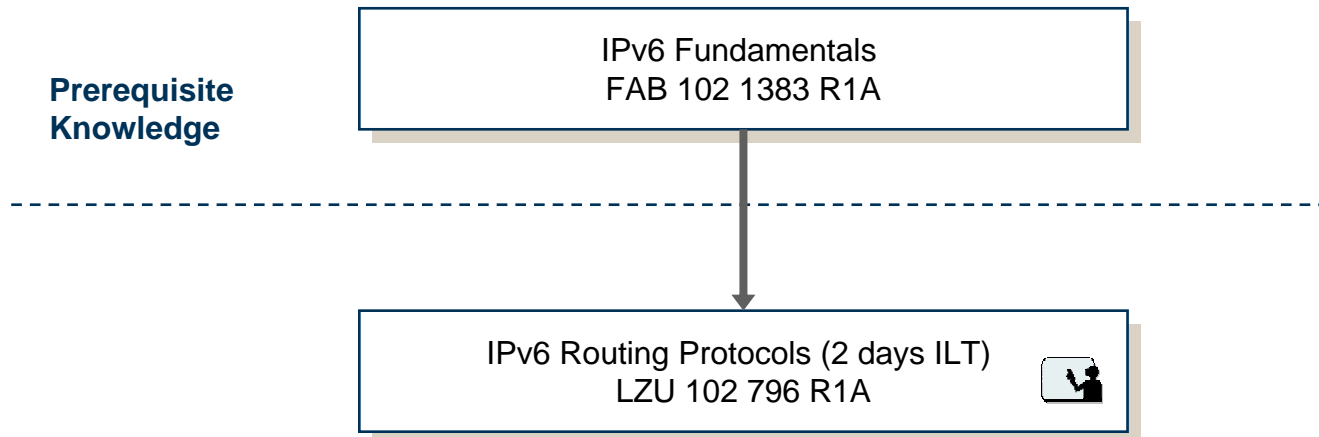 IPv6 Fundamentals
FAB 102 1383 R1A
Prerequisite
Knowledge
IPv6 Routing Protocols (2 days ILT)
LZU 102 796 R1A